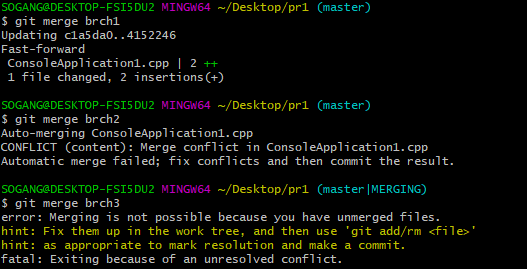 SOGANG@DESKTOP-FSI5DU2 MINGW64 ~/Desktop/pr1 (master)
$ git merge brch1
Updating c1a5da0..4152246
Fast-forward
 ConsoleApplication1.cpp | 2 ++
 1 file changed, 2 insertions(+)
SOGANG@DESKTOP-FSI5DU2 MINGW64 ~/Desktop/pr1 (master)
$ git merge brch2
Auto-merging ConsoleApplication1.cpp
CONFLICT (content): Merge conflict in ConsoleApplication1.cpp
Automatic merge failed; fix conflicts and then commit the result.
SOGANG@DESKTOP-FSI5DU2 MINGW64 ~/Desktop/pr1 (master|MERGING)
$ git merge brch3
error: Merging is not possible because you have unmerged files.
hint: Fix them up in the work tree, and then use 'git add/rm <file>'
hint: as appropriate to mark resolution and make a commit.
fatal: Exiting because of an unresolved conflict.